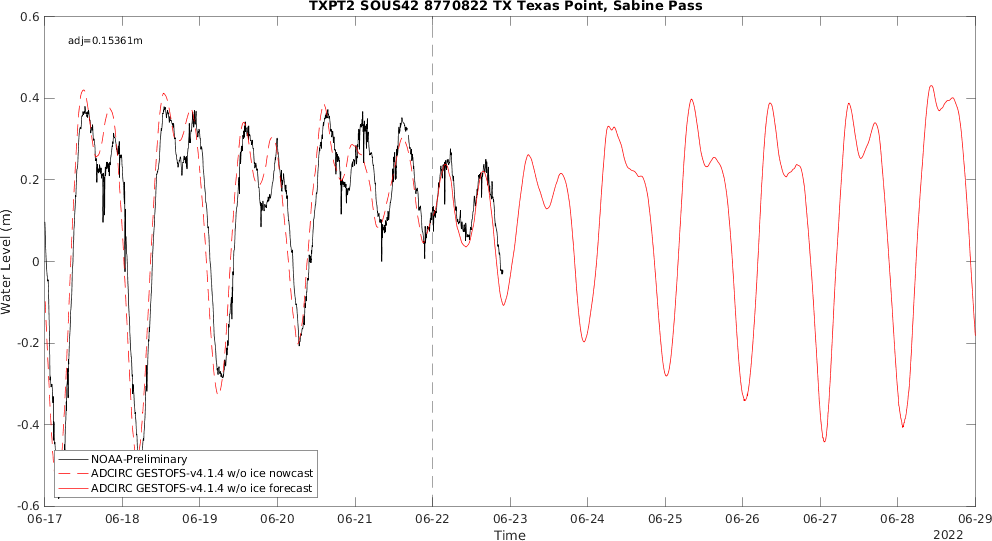 TXPT2 SOUS42 8770822 TX Texas Point, Sabine Pass
adj=0.15361m
0.6
0.4
0.2
0
-0.2
-0.4
-0.6
Water Level (m)
NOAA-Preliminary
ADCIRC GESTOFS-v4.1.4 w/o ice nowcast
ADCIRC GESTOFS-v4.1.4 w/o ice forecast
06-17 06-18 06-19 06-20 06-21 06-22 06-23 06-24 06-25 06-26 06-27 06-28 06-29
Time
2022